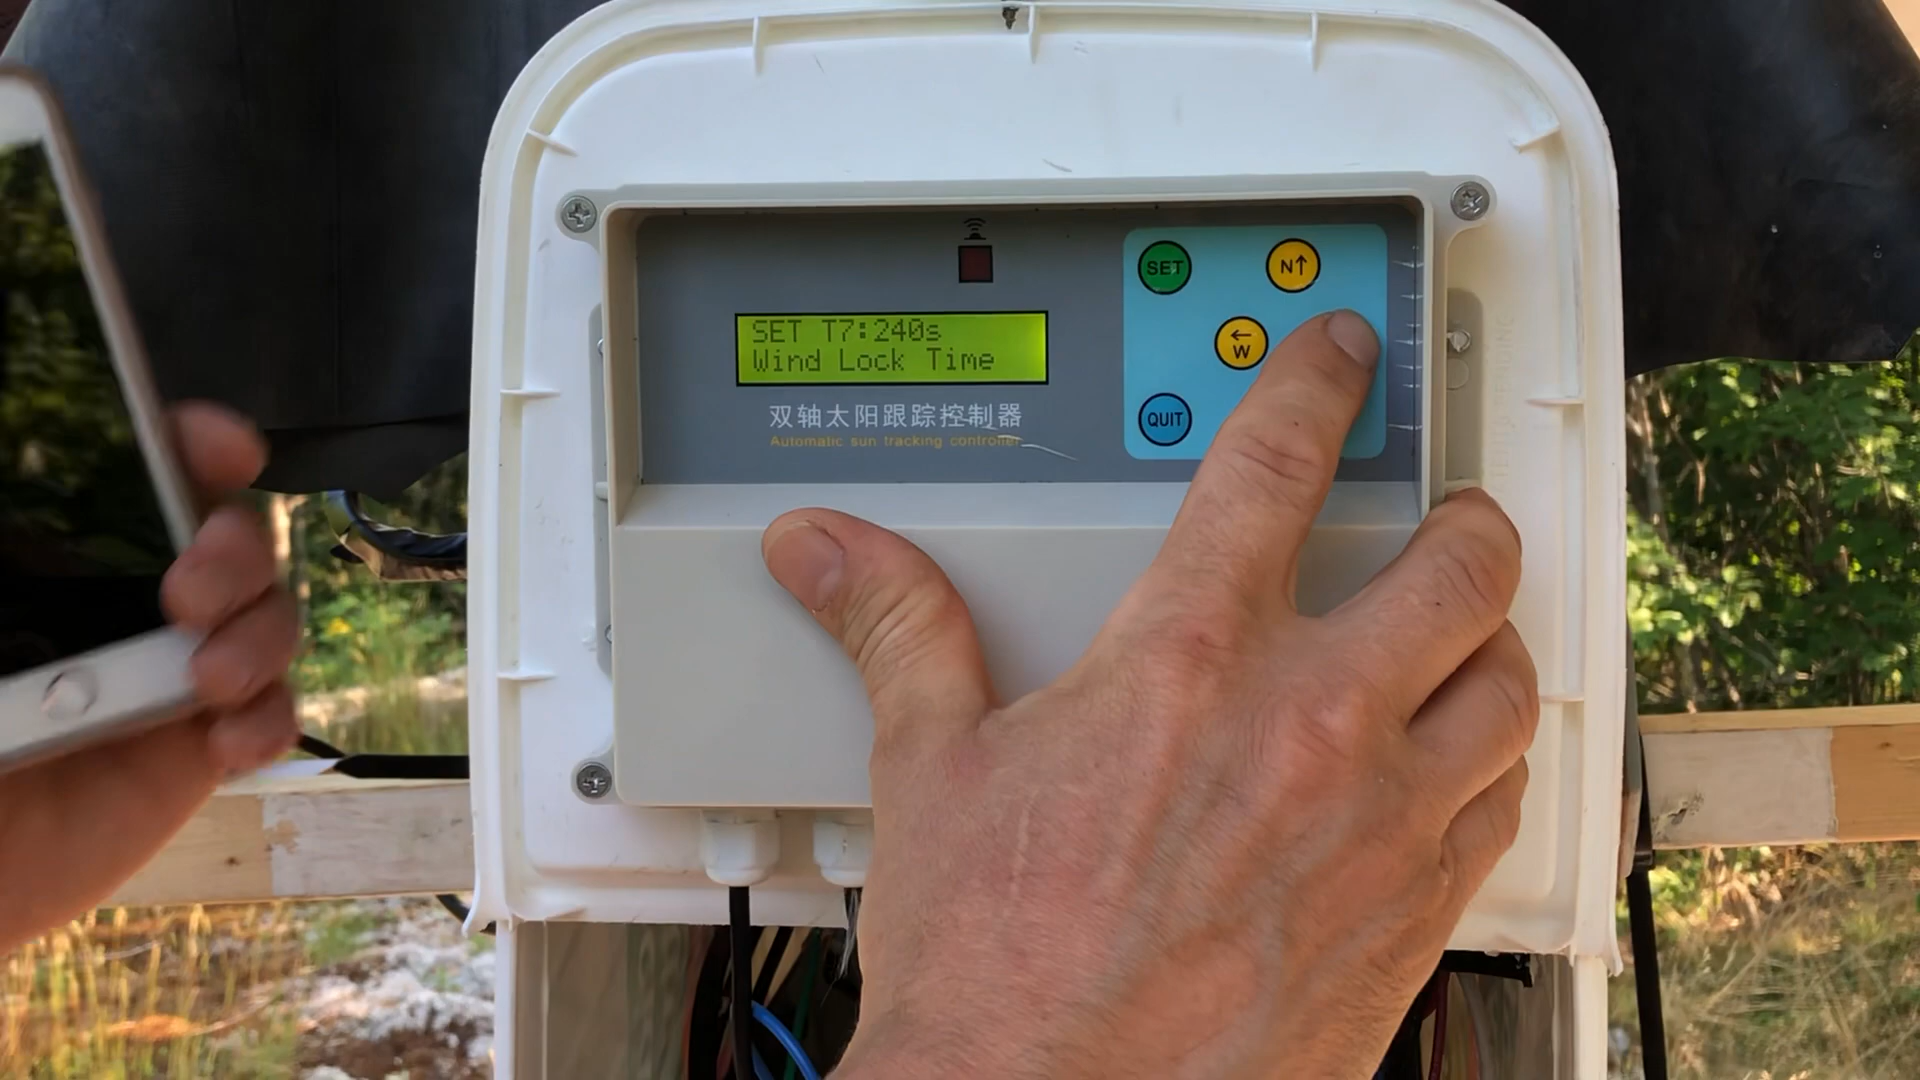 SET T7:240s
Wind Lock Time
双轴太阳跟踪控制器
Automatic sun tracking controller
SET
N↑
←
W
QUIT